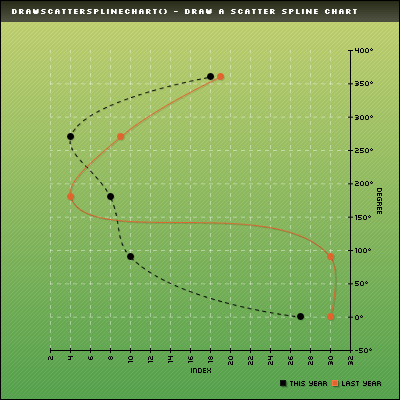 DRAWSCATTERSPLINECHART() - DRAW A SCATTER SPLINE CHART
400°
350°
300°
250°
200°
150°
100°
50°
0°
-50°
DEGREE
2 4 6 8 10 12 14 16 18 20 22 24 26 28 30 32
INDEX
THIS YEAR LAST YEAR